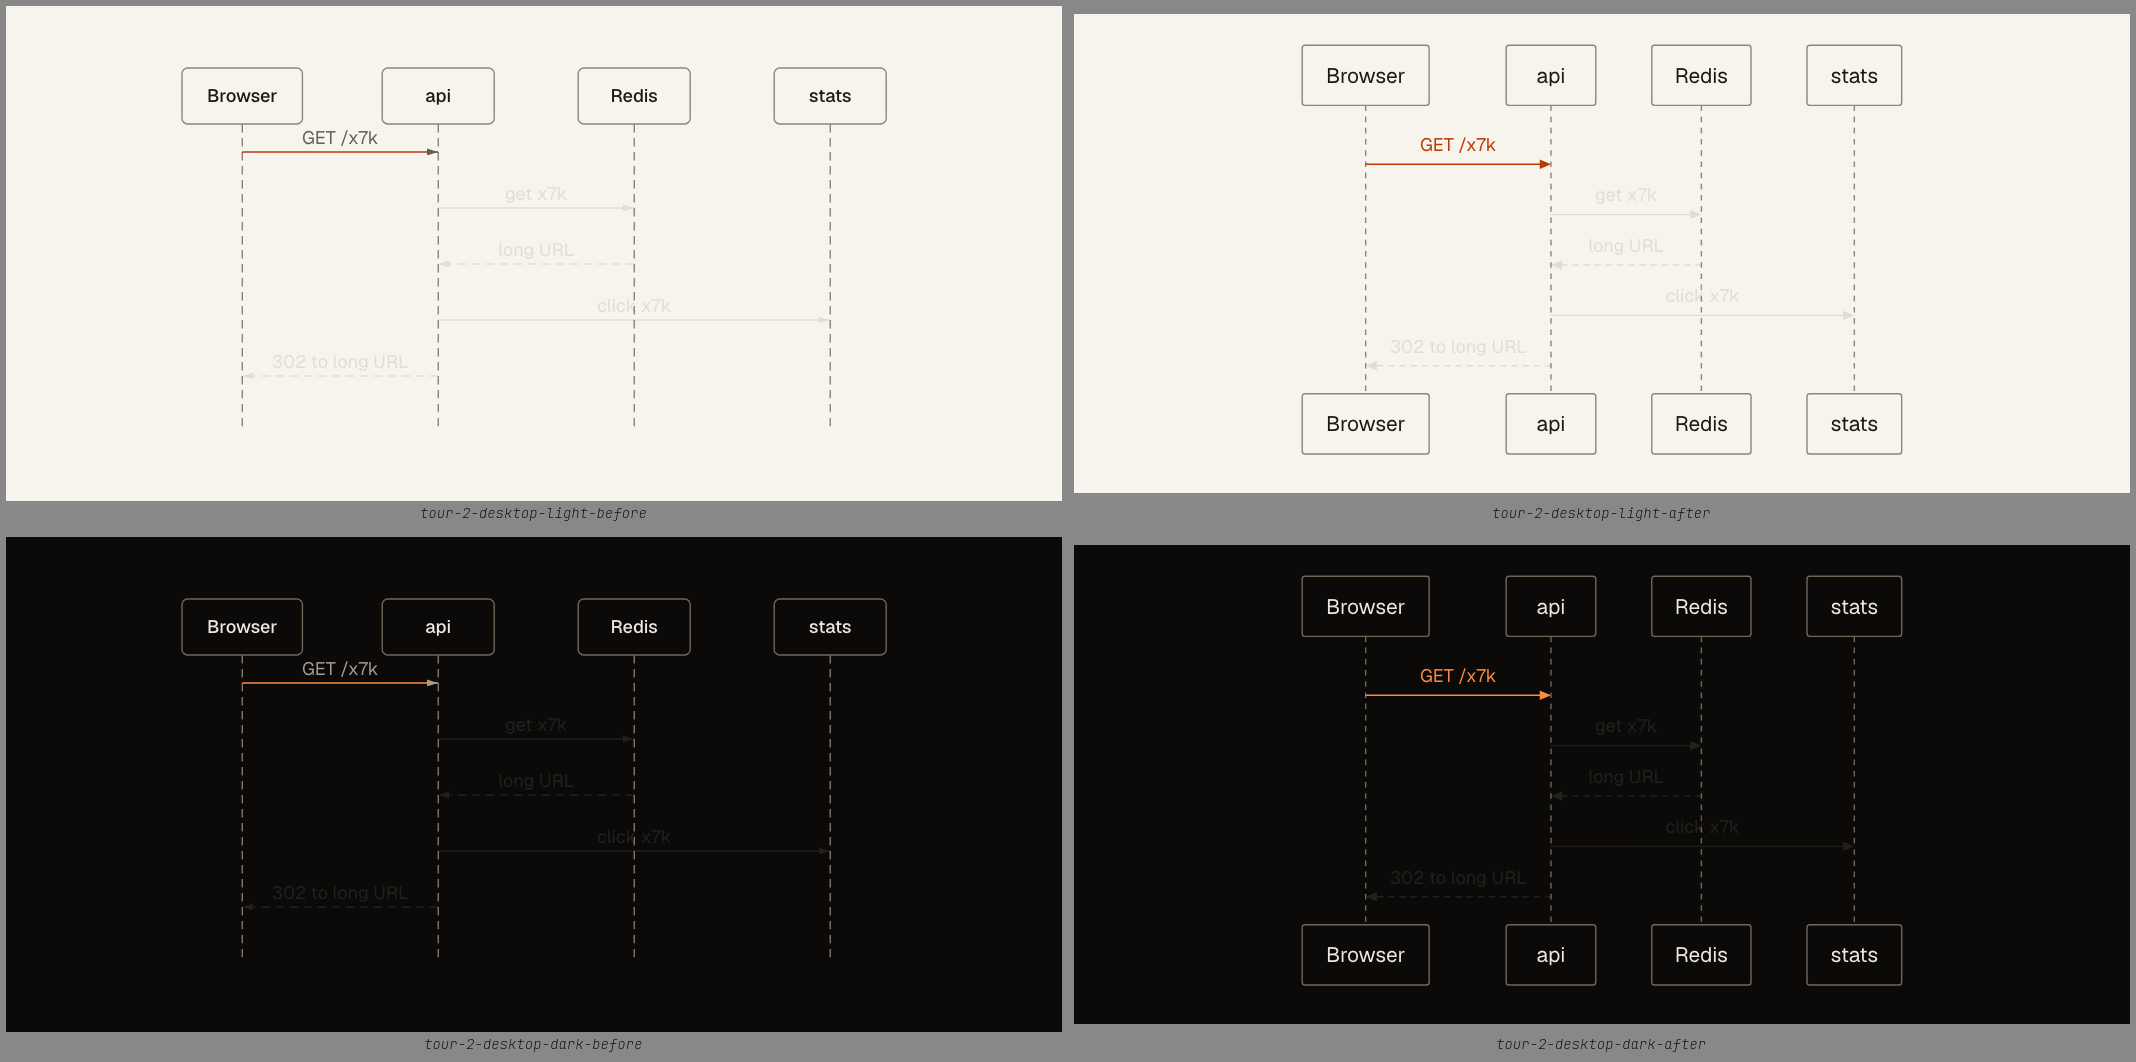 Browser api Redis stats
GET /x7k
get x7k
long URL
click x7k
302 to long URL
tour-2-desktop-light-before
Browser api Redis stats
GET /x7k
get x7k
long URL
click x7k
302 to long URL
Browser api Redis stats
tour-2-desktop-light-after
Browser api Redis stats
GET /x7k
get x7k
long URL
click x7k
302 to long URL
tour-2-desktop-dark-before
Browser api Redis stats
GET /x7k
get x7k
long URL
click x7k
302 to long URL
Browser api Redis stats
tour-2-desktop-dark-after